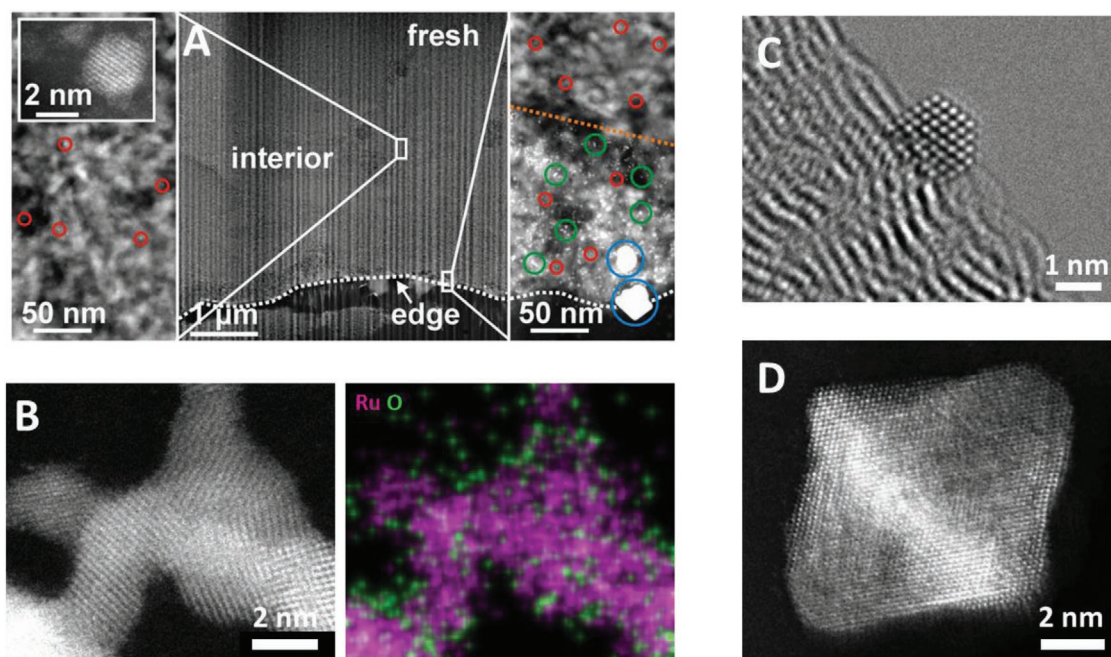 A
fresh
2 nm
interior
50 nm
1 µm
edge
50 nm
C
1 nm
B
2 nm
Ru O
D
2 nm